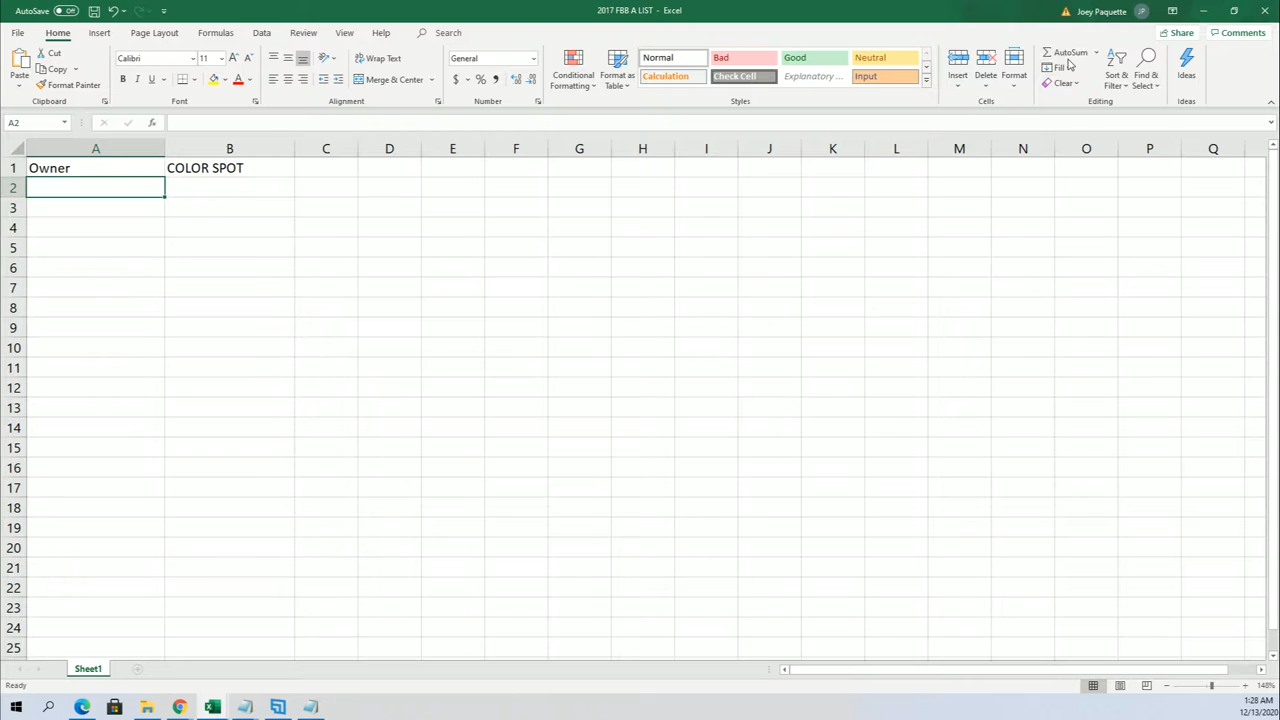 AutoSave Off 2017 FBB A LIST - Excel Joey Paquette JP
File Home Insert Page Layout Formulas Data Review View Help Search Share Comments
Paste Cut Copy Format Painter
Clipboard
Calibri 11
B I U
Font
Wrap Text
Merge & Center
Alignment
General
$ % ,
Number
Conditional Formatting Format as Table
Normal Bad Good Neutral
Calculation Check Cell Explanatory ... Input
Styles
Insert Delete Format
Cells
AutoSum
Fill
Clear
Sort & Filter Find & Select
Editing
Ideas
Ideas
A2 fx
A B C D E F G H I J K L M N O P Q
1 Owner COLOR SPOT
2
3
4
5
6
7
8
9
10
11
12
13
14
15
16
17
18
19
20
21
22
23
24
25
Sheet1
Ready 148%
1:28 AM
12/13/2020